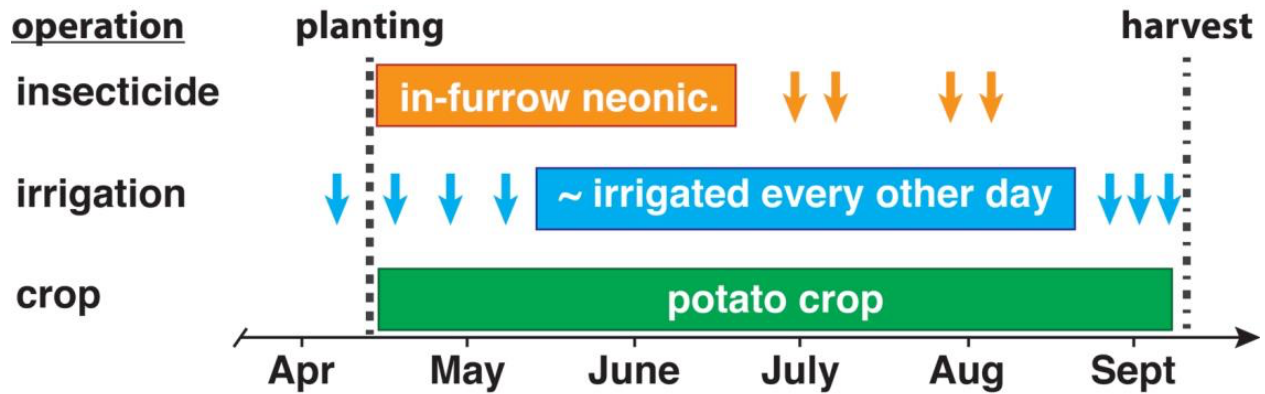 operation planting harvest
insecticide in-furrow neonic.
irrigation ~ irrigated every other day
crop potato crop
Apr May June July Aug Sept